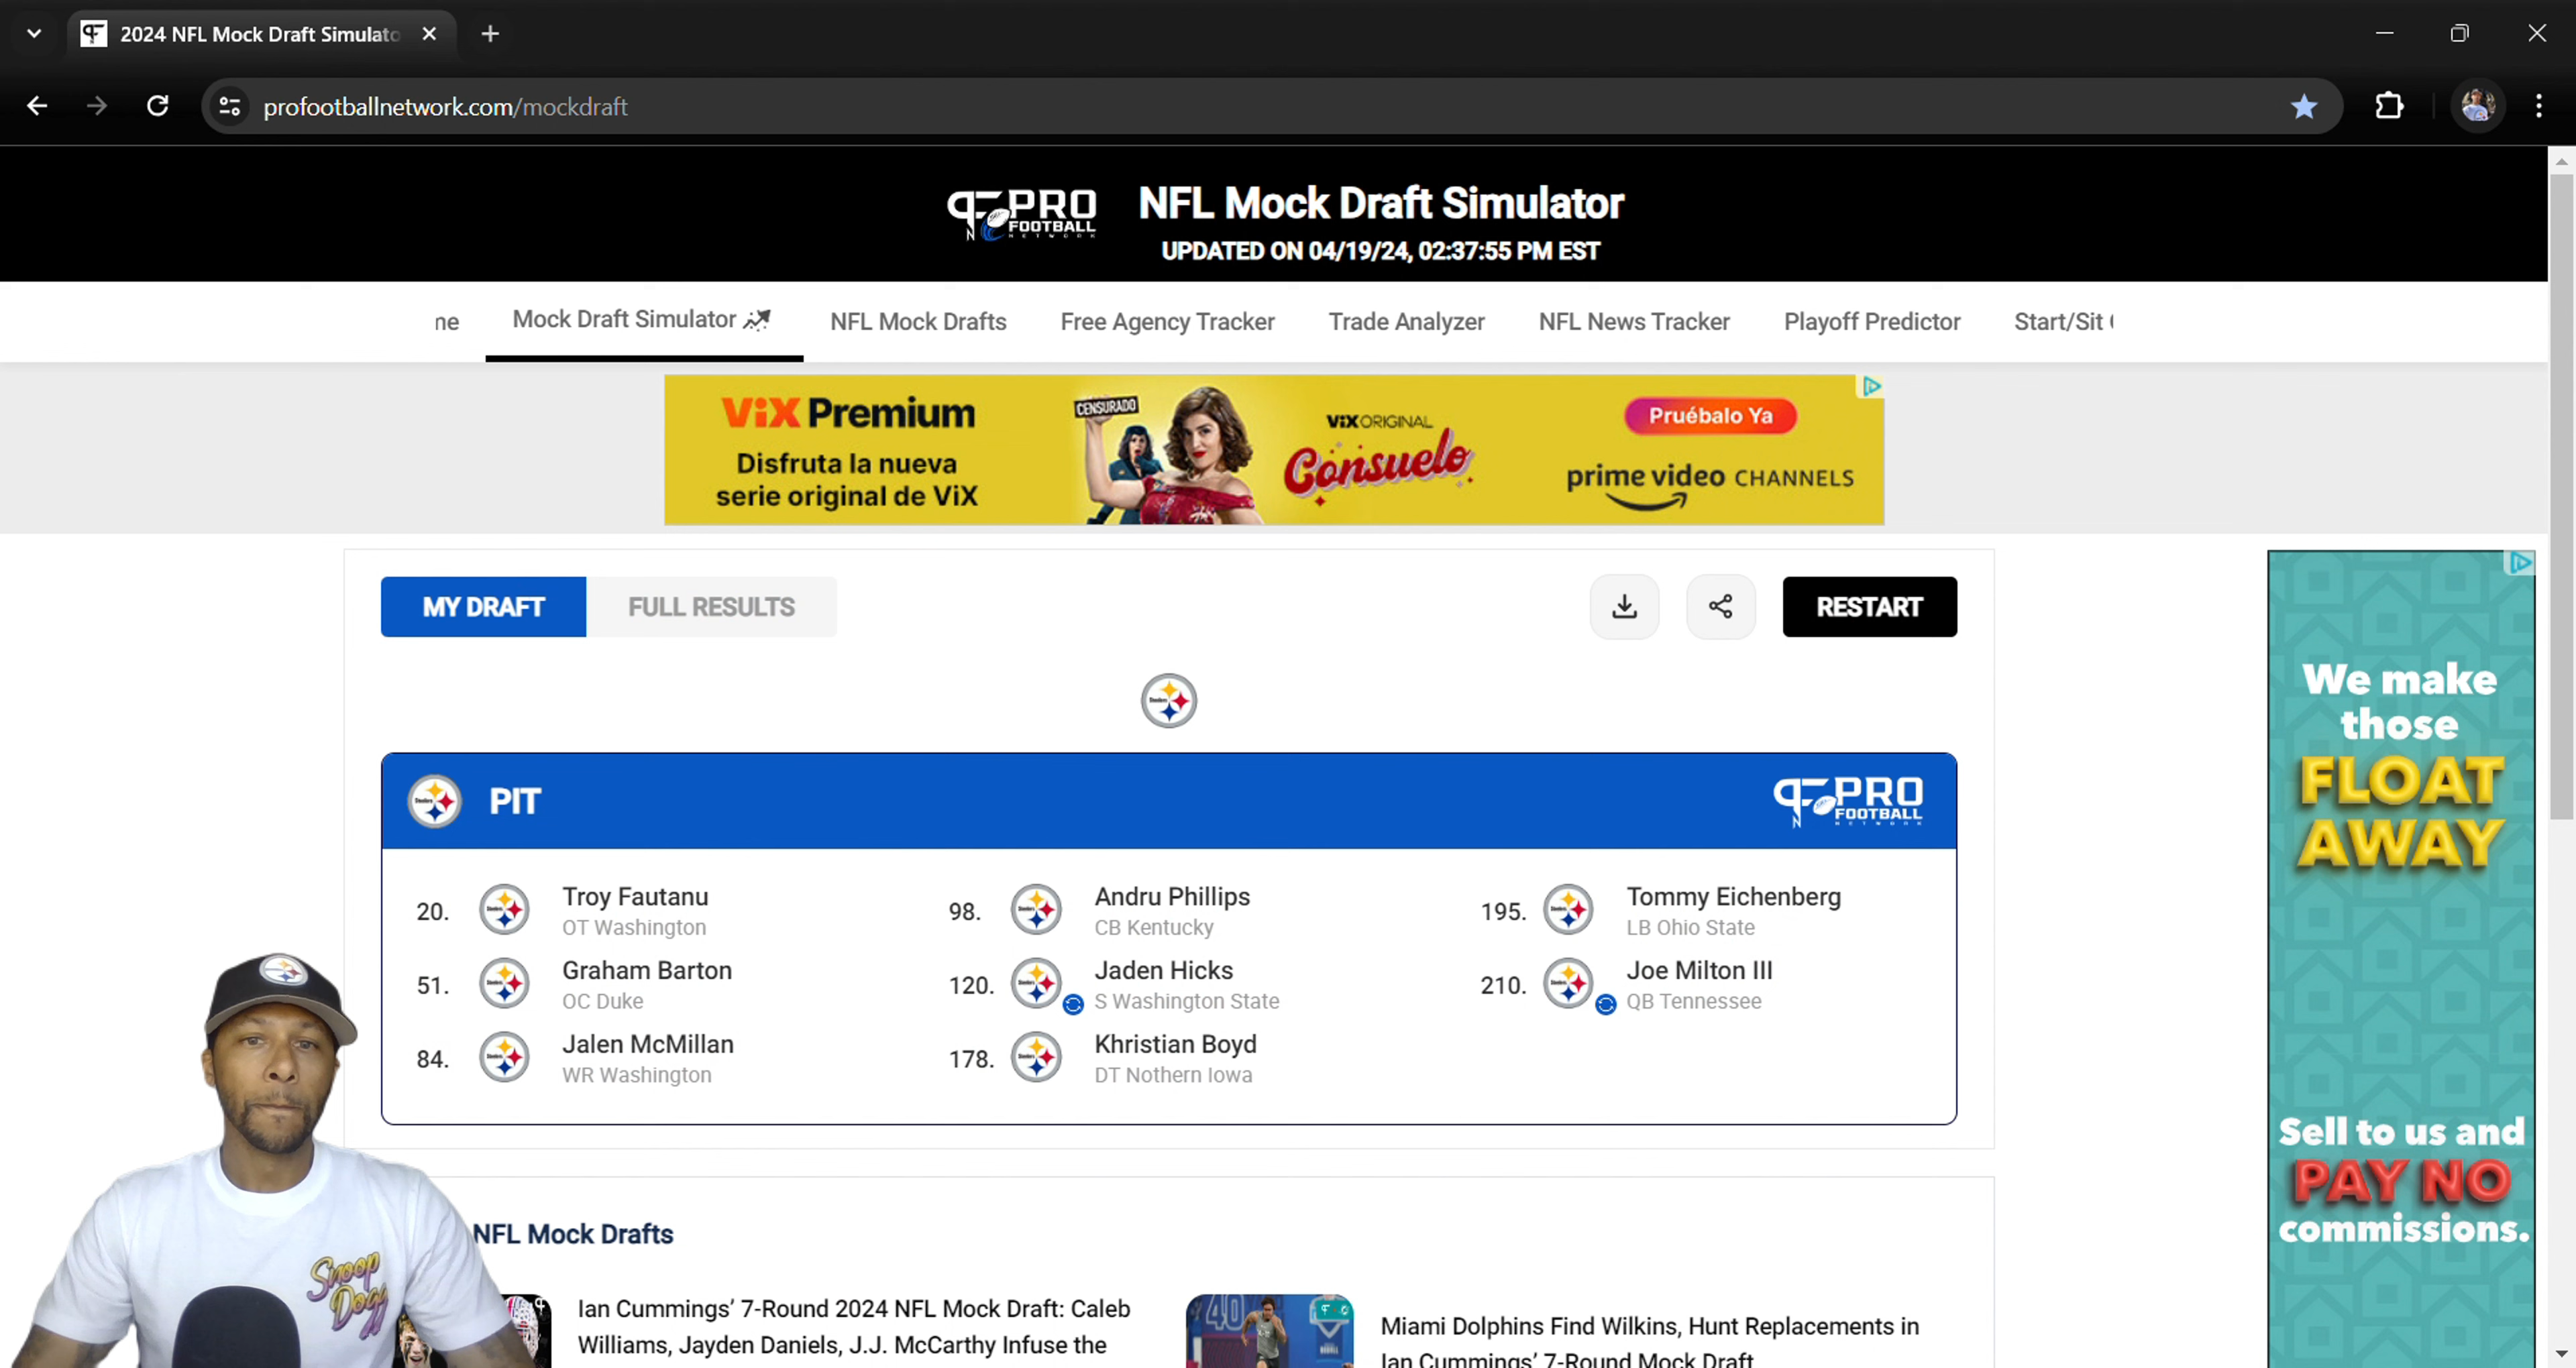 2024 NFL Mock Draft Simulato
profootballnetwork.com/mockdraft
PRO
FOOTBALL
NETWORK
NFL Mock Draft Simulator
UPDATED ON 04/19/24, 02:37:55 PM EST
ne
Mock Draft Simulator
NFL Mock Drafts
Free Agency Tracker
Trade Analyzer
NFL News Tracker
Playoff Predictor
Start/Sit
ViX Premium
Disfruta la nueva
serie original de ViX
CENSURADO
ViX ORIGINAL
Consuelo
Pruébalo Ya
prime video CHANNELS
MY DRAFT
FULL RESULTS
RESTART
Steelers
PIT
PRO
FOOTBALL
NETWORK
20.
Troy Fautanu
OT Washington
51.
Graham Barton
OC Duke
84.
Jalen McMillan
WR Washington
98.
Andru Phillips
CB Kentucky
120.
Jaden Hicks
S Washington State
178.
Khristian Boyd
DT Nothern Iowa
195.
Tommy Eichenberg
LB Ohio State
210.
Joe Milton III
QB Tennessee
We make
those
FLOAT
AWAY
Sell to us and
PAY NO
commissions.
NFL Mock Drafts
Snoop
Dogg
Ian Cummings’ 7-Round 2024 NFL Mock Draft: Caleb
Williams, Jayden Daniels, J.J. McCarthy Infuse the
40
Miami Dolphins Find Wilkins, Hunt Replacements in
Ian Cummings’ 7-Round Mock Draft